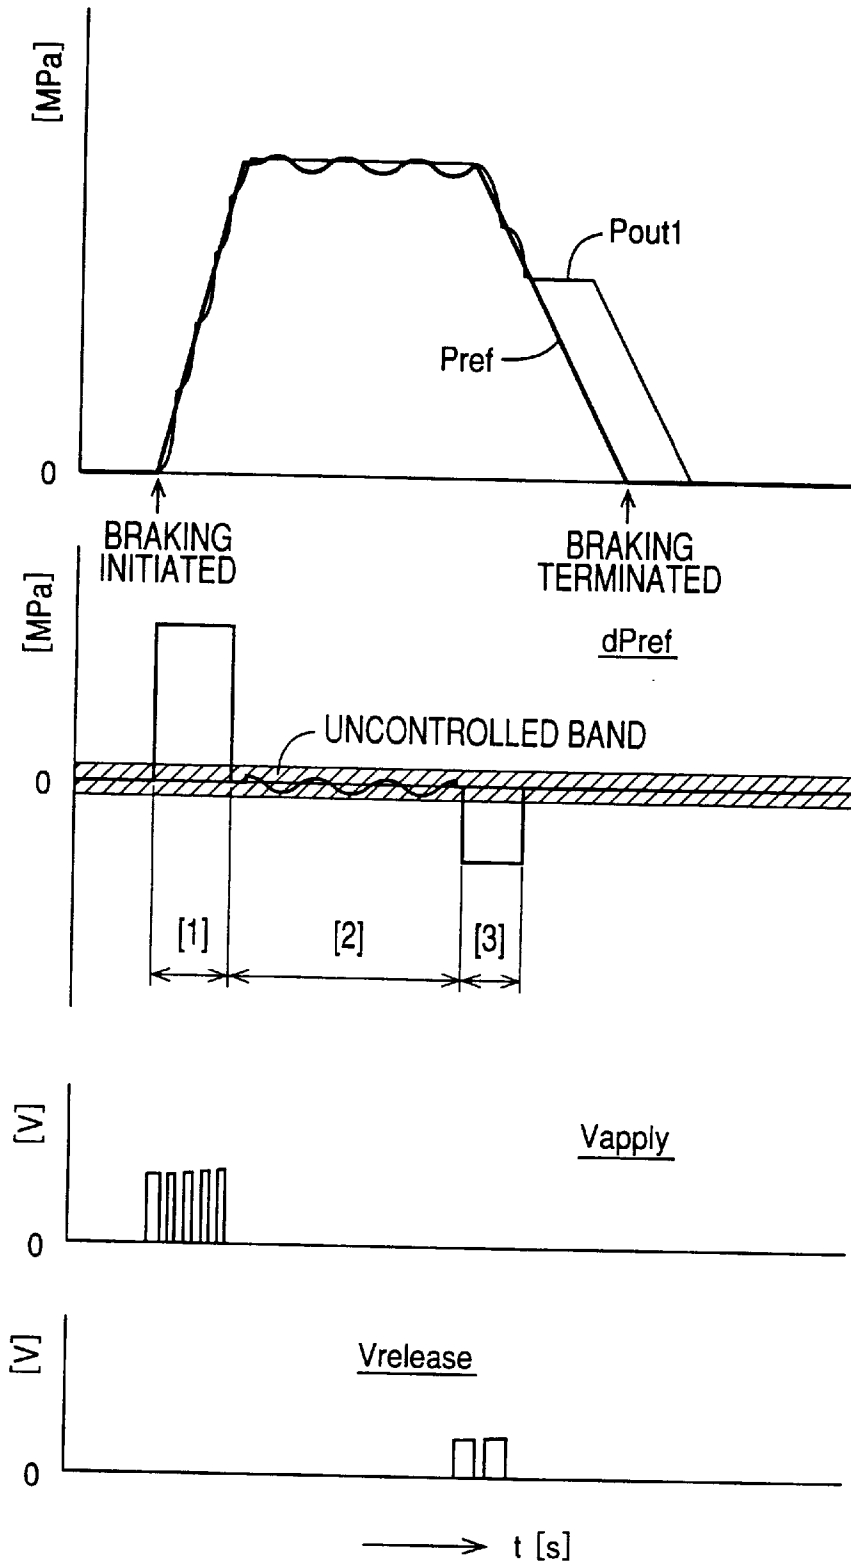 [MPa]
Pout1
Pref
0
BRAKING
INITIATED
BRAKING
TERMINATED
[MPa]
dPref
UNCONTROLLED BAND
0
[1]
[2]
[3]
[V]
Vapply
0
[V]
Vrelease
0
t [s]